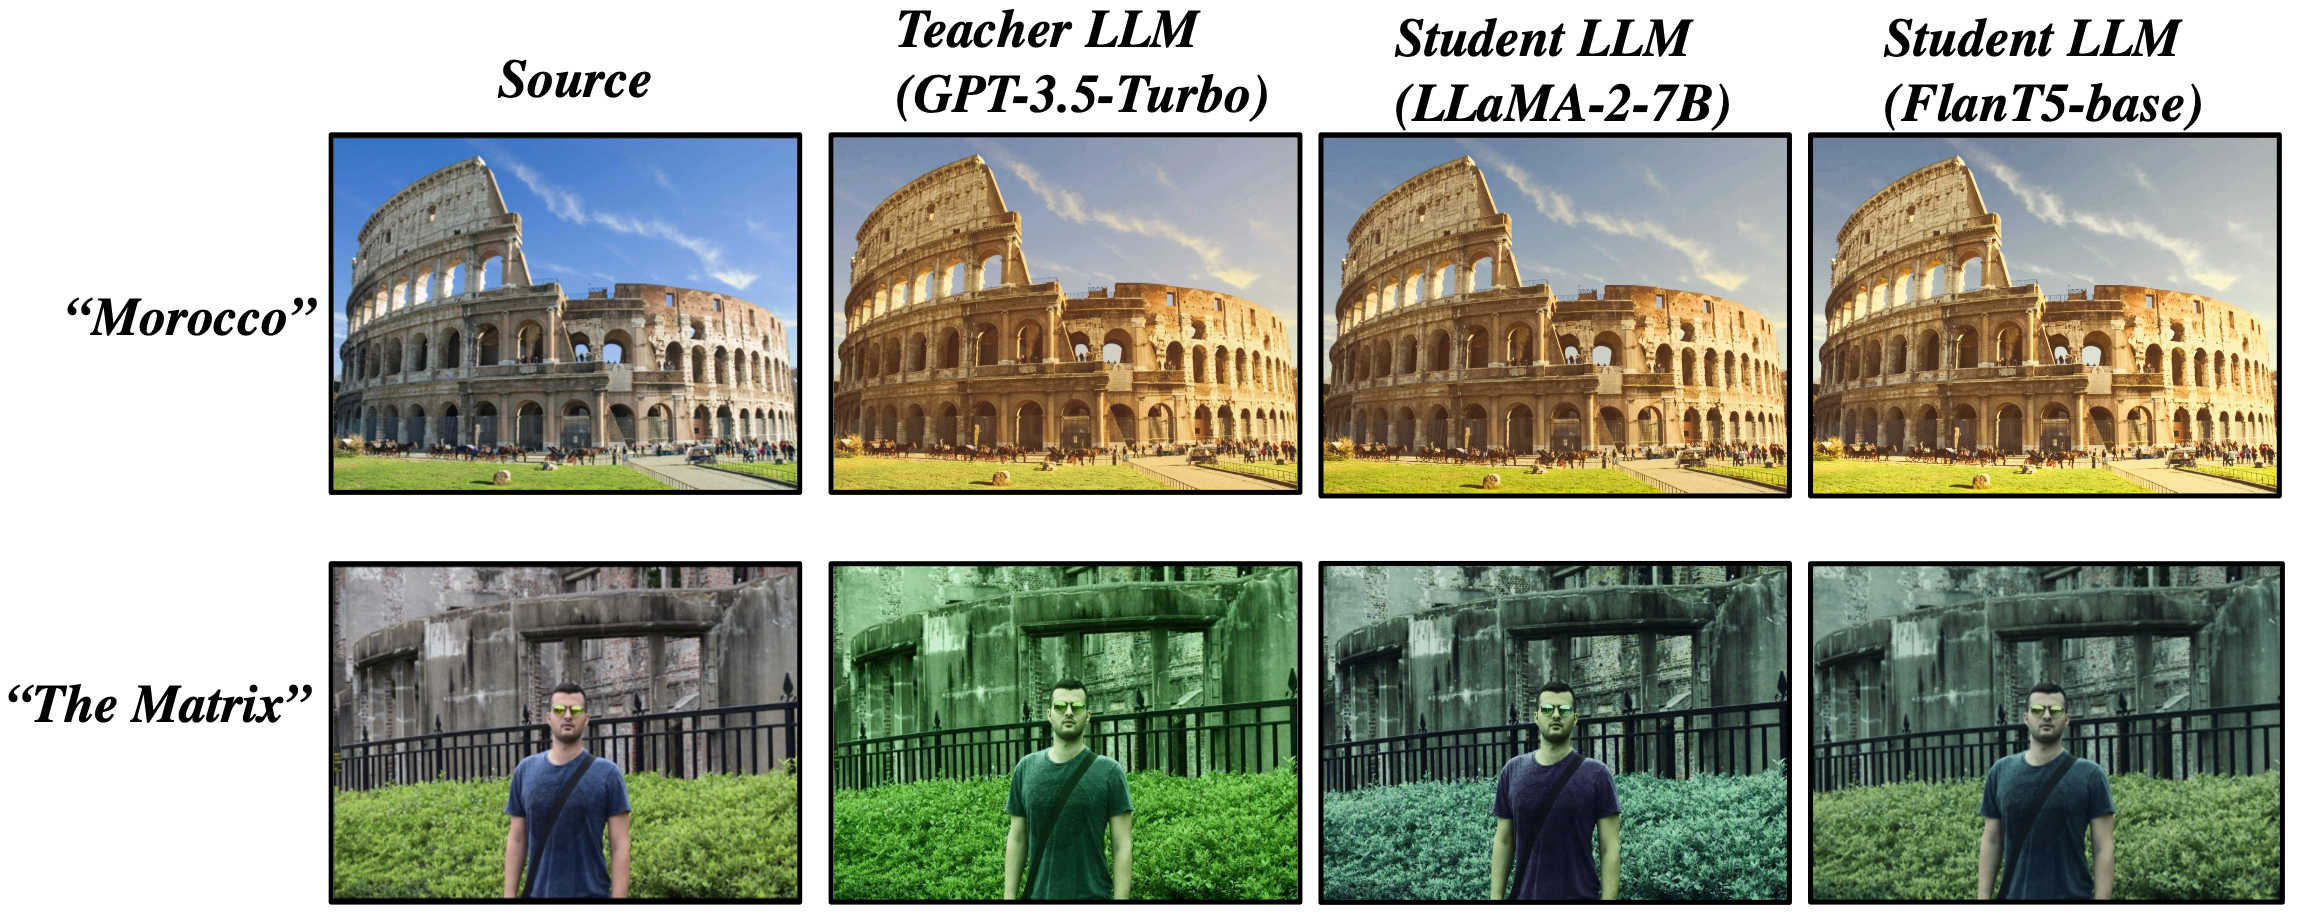 Source
Teacher LLM
(GPT-3.5-Turbo)
Student LLM
(LLaMA-2-7B)
Student LLM
(FlanT5-base)
“Morocco”
“The Matrix”